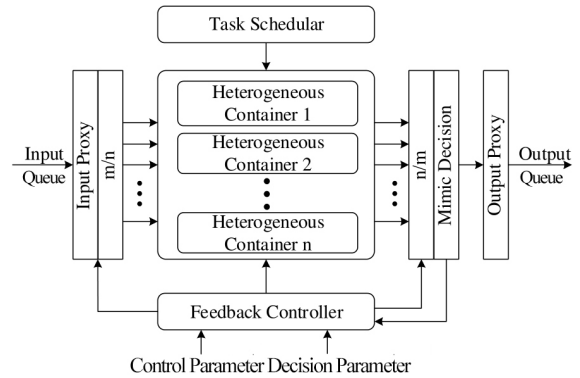 Task Schedular
Heterogeneous
Container 1
Heterogeneous
Container 2
Heterogeneous
Container n
Input
Queue
Input Proxy
m/n
n/m
Mimic Decision
Output Proxy
Output
Queue
Feedback Controller
Control Parameter Decision Parameter